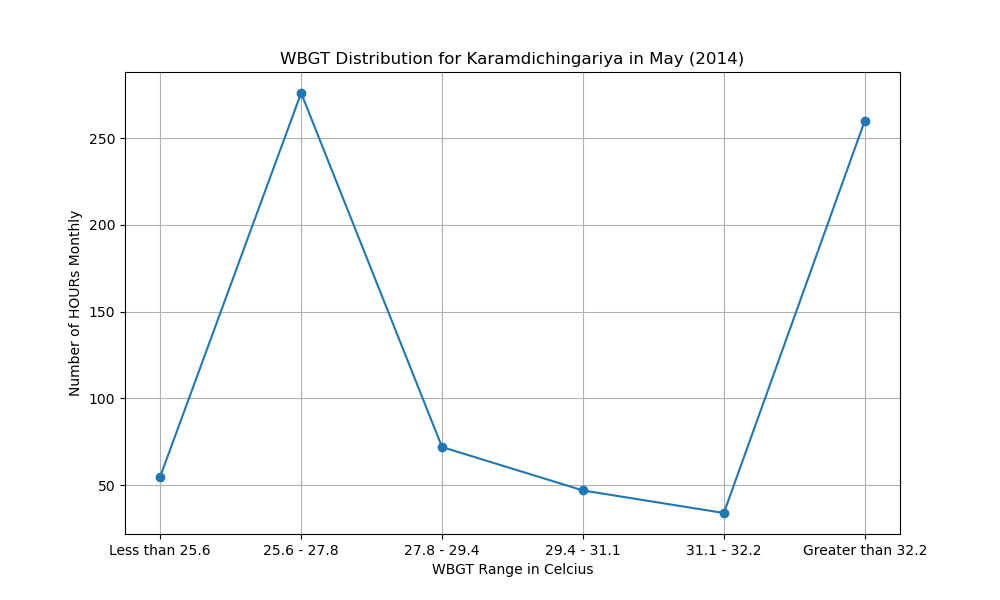 WBGT Distribution for Karamdichingariya in May (2014)
Number of HOURs Monthly
250
200
150
100
50
Less than 25.6
25.6 - 27.8
27.8 - 29.4
29.4 - 31.1
31.1 - 32.2
Greater than 32.2
WBGT Range in Celcius